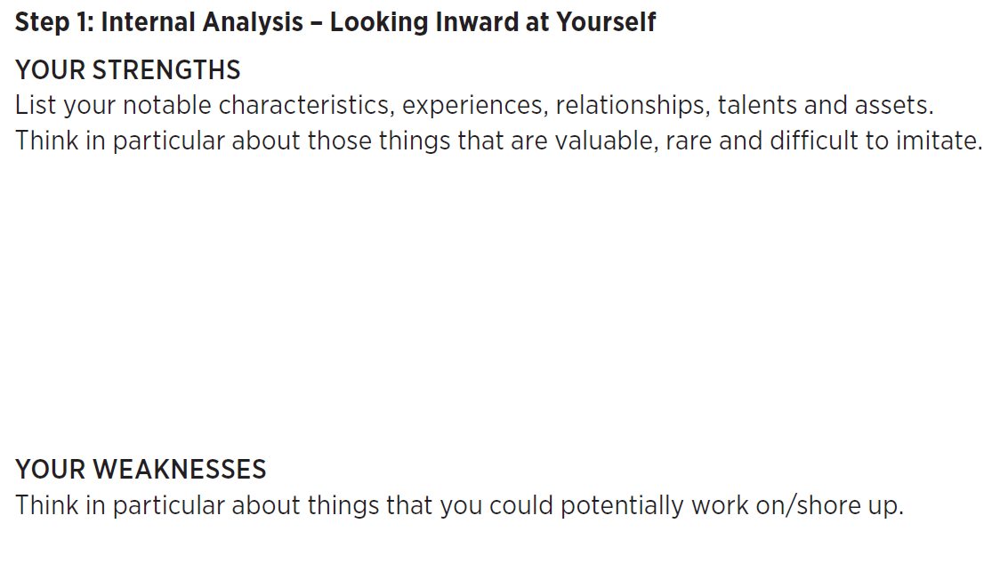 Step 1: Internal Analysis – Looking Inward at Yourself
YOUR STRENGTHS
List your notable characteristics, experiences, relationships, talents and assets.
Think in particular about those things that are valuable, rare and difficult to imitate.
YOUR WEAKNESSES
Think in particular about things that you could potentially work on/shore up.